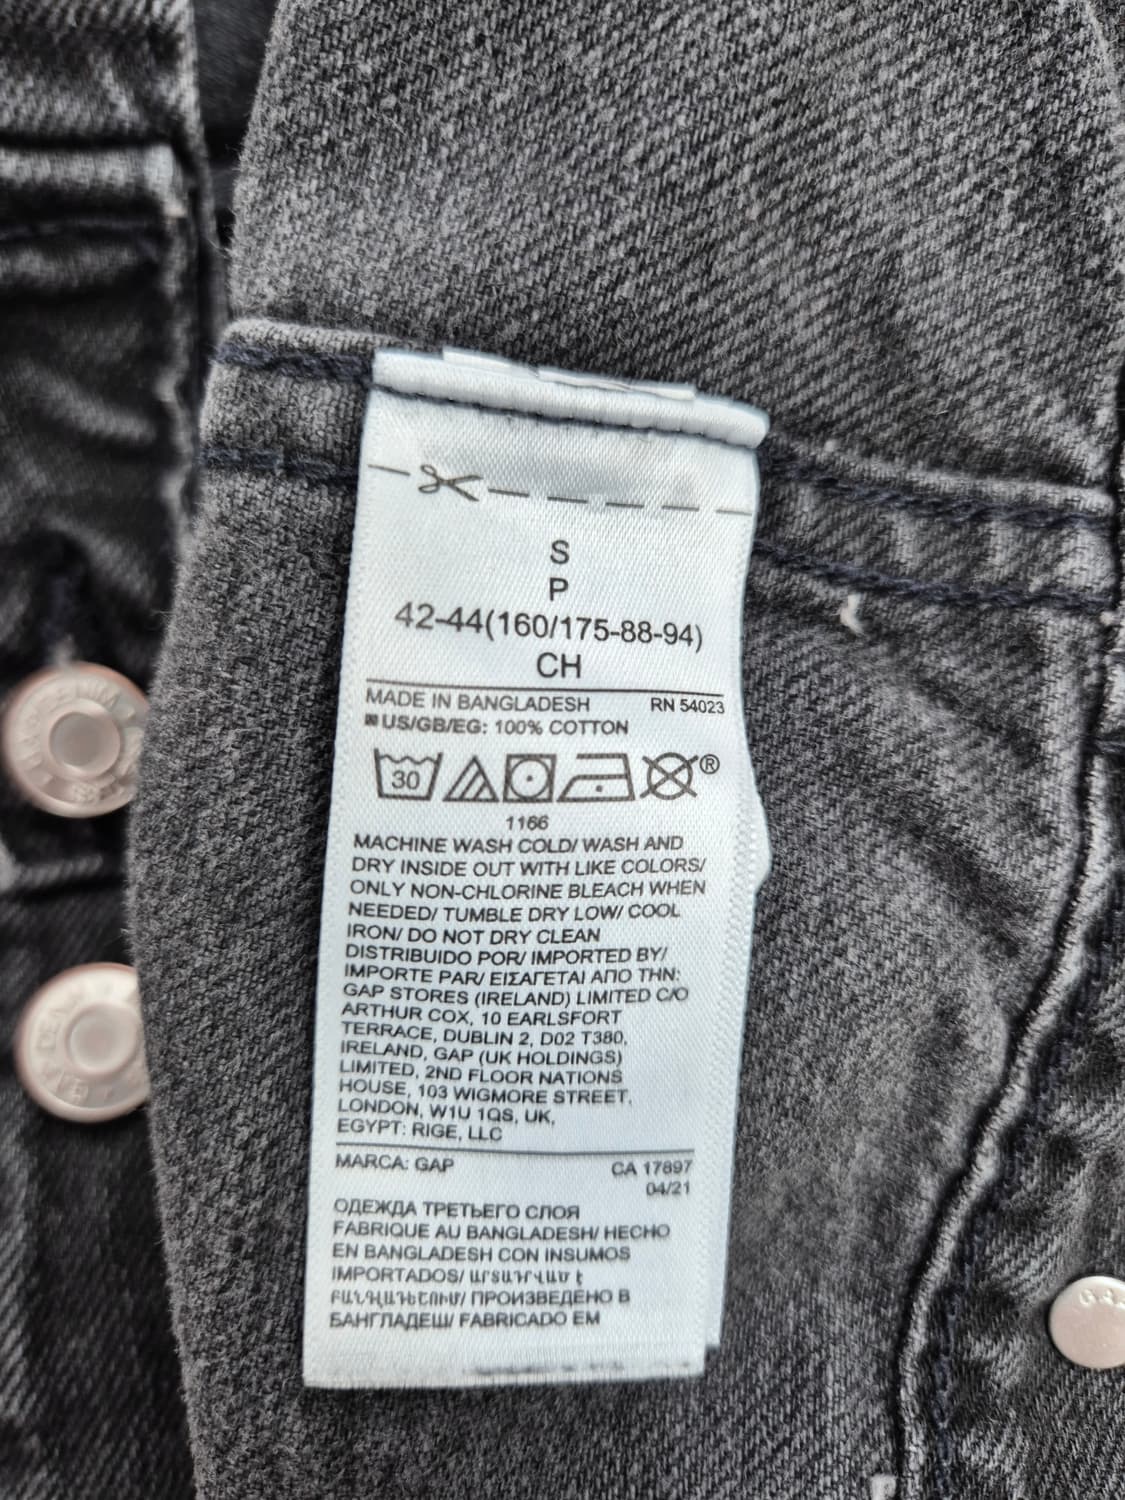 S
P
42-44(160/175-88-94)
CH
MADE IN BANGLADESH RN 54023
US/GB/EG: 100% COTTON
30 ®
1166
MACHINE WASH COLD/ WASH AND
DRY INSIDE OUT WITH LIKE COLORS/
ONLY NON-CHLORINE BLEACH WHEN
NEEDED/ TUMBLE DRY LOW/ COOL
IRON/ DO NOT DRY CLEAN
DISTRIBUIDO POR/ IMPORTED BY/
IMPORTE PAR/ ΕΙΣΑΓΕΤΑΙ ΑΠΟ ΤΗΝ:
GAP STORES (IRELAND) LIMITED C/O
ARTHUR COX, 10 EARLSFORT
TERRACE, DUBLIN 2, D02 T380,
IRELAND, GAP (UK HOLDINGS)
LIMITED, 2ND FLOOR NATIONS
HOUSE, 103 WIGMORE STREET,
LONDON, W1U 1QS, UK,
EGYPT: RIGE, LLC
MARCA: GAP CA 17897
04/21
ОДЕЖДА ТРЕТЬЕГО СЛОЯ
FABRIQUE AU BANGLADESH/ HECHO
EN BANGLADESH CON INSUMOS
IMPORTADOS/ ԱՐՏԱԴՐՎԱԾ Է
ԲԱՆԳԼԱԴԵՇՈՒՄ/ ПРОИЗВЕДЕНО В
БАНГЛАДЕШ/ FABRICADO EM